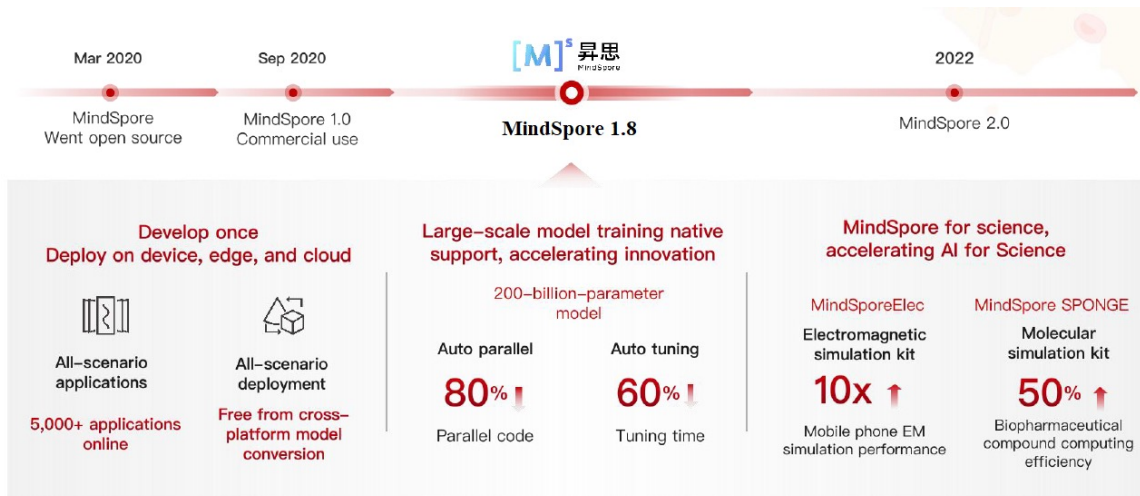 Mar 2020
Sep 2020
[M]s 昇思
MindSpore
2022
MindSpore
Went open source
MindSpore 1.0
Commercial use
MindSpore 1.8
MindSpore 2.0
Develop once
Deploy on device, edge, and cloud
All-scenario
applications
5,000+ applications
online
All-scenario
deployment
Free from cross-
platform model
conversion
Large-scale model training native
support, accelerating innovation
200-billion-parameter
model
Auto parallel
80%
Parallel code
Auto tuning
60%
Tuning time
MindSpore for science,
accelerating AI for Science
MindSporeElec
Electromagnetic
simulation kit
10x
Mobile phone EM
simulation performance
MindSpore SPONGE
Molecular
simulation kit
50%
Biopharmaceutical
compound computing
efficiency